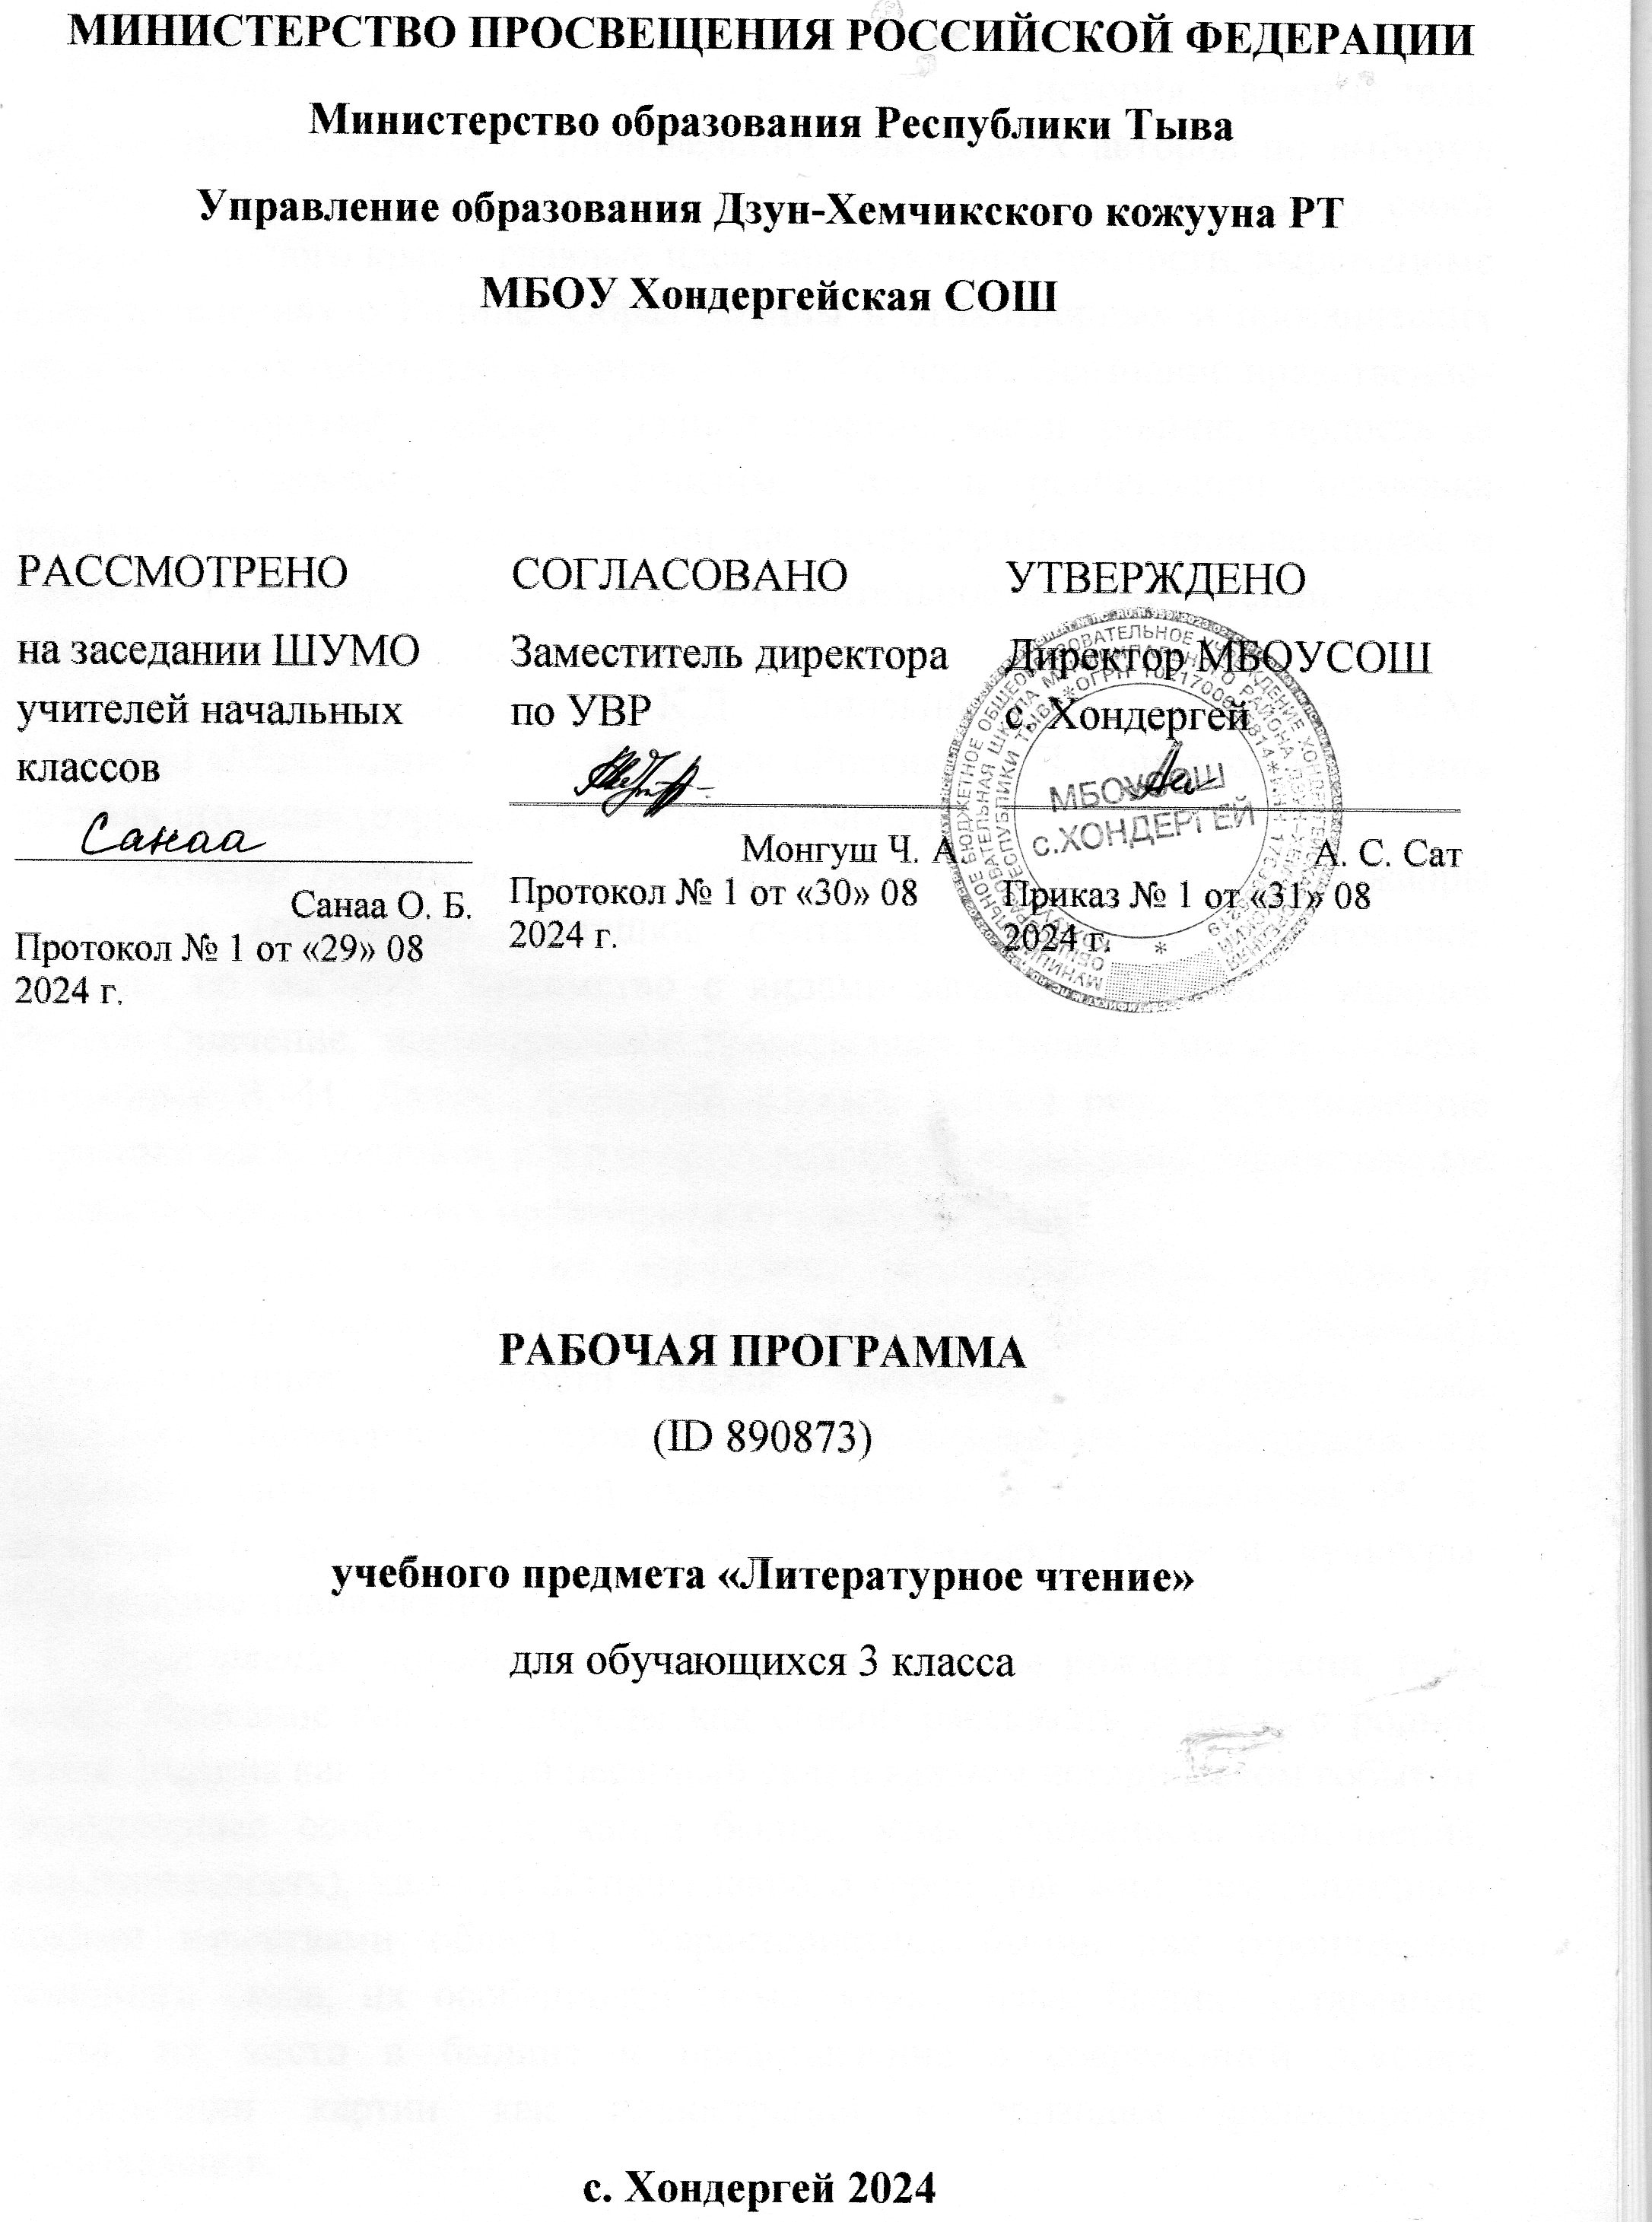 МИНИСТЕРСТВО ПРОСВЕЩЕНИЯ РОССИЙСКОЙ ФЕДЕРАЦИИ
Министерство образования Республики Тыва
Управление образования Дзун-Хемчикского кожууна РТ
МБОУ Хондергейская СОШ
РАССМОТРЕНО
на заседании ШУМО
учителей начальных
классов
Санаа
Санаа О. Б.
Протокол № 1 от «29» 08
2024 г.
СОГЛАСОВАНО
Заместитель директора
по УВР
Монгуш Ч. А.
Протокол № 1 от «30» 08
2024 г.
УТВЕРЖДЕНО
Директор МБОУСОШ
с. Хондергей
А. С. Сат
Приказ № 1 от «31» 08
2024 г.
МБОУСОШ
с.ХОНДЕРГЕЙ
РАБОЧАЯ ПРОГРАММА
(ID 890873)
учебного предмета «Литературное чтение»
для обучающихся 3 класса
с. Хондергей 2024